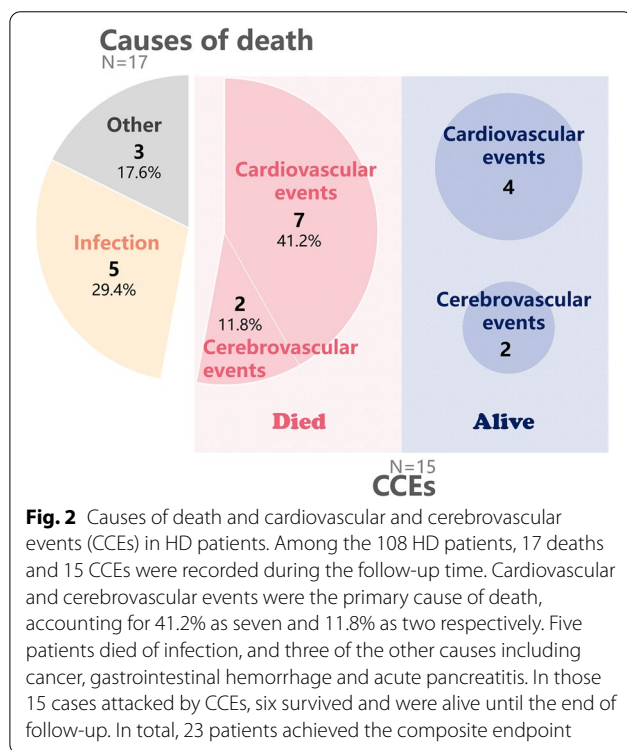 Causes of death
N=17
Other
3
17.6%
Infection
5
29.4%
Cardiovascular
events
7
41.2%
2
11.8%
Cerebrovascular
events
Died
Cardiovascular
events
4
Cerebrovascular
events
2
Alive
N=15
CCEs
Fig. 2 Causes of death and cardiovascular and cerebrovascular
events (CCEs) in HD patients. Among the 108 HD patients, 17 deaths
and 15 CCEs were recorded during the follow-up time. Cardiovascular
and cerebrovascular events were the primary cause of death,
accounting for 41.2% as seven and 11.8% as two respectively. Five
patients died of infection, and three of the other causes including
cancer, gastrointestinal hemorrhage and acute pancreatitis. In those
15 cases attacked by CCEs, six survived and were alive until the end of
follow-up. In total, 23 patients achieved the composite endpoint